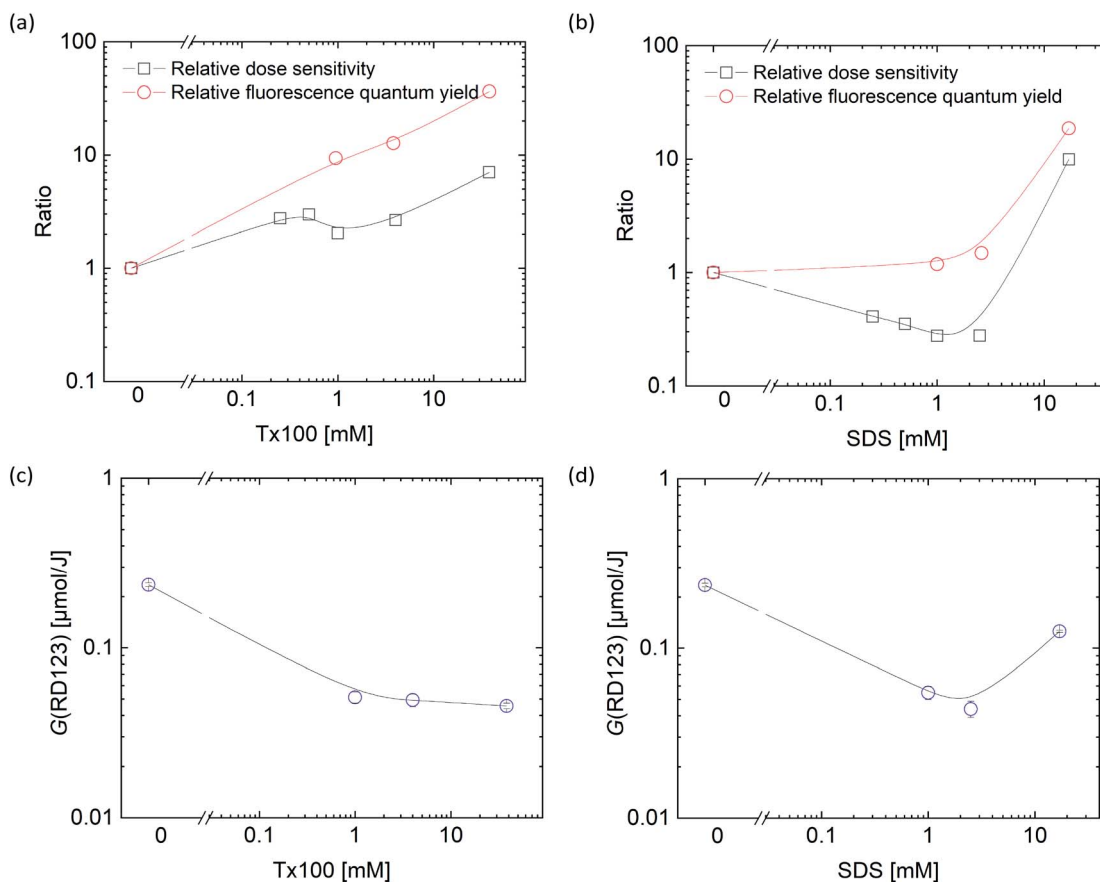 (a)
100
10
1
0.1
Ratio
Relative dose sensitivity
Relative fluorescence quantum yield
0
0.1
1
10
Tx100 [mM]
(b)
100
10
1
0.1
Ratio
Relative dose sensitivity
Relative fluorescence quantum yield
0
0.1
1
10
SDS [mM]
(c)
1
0.1
0.01
G(RD123) [µmol/J]
0
0.1
1
10
Tx100 [mM]
(d)
1
0.1
0.01
G(RD123) [µmol/J]
0
0.1
1
10
SDS [mM]